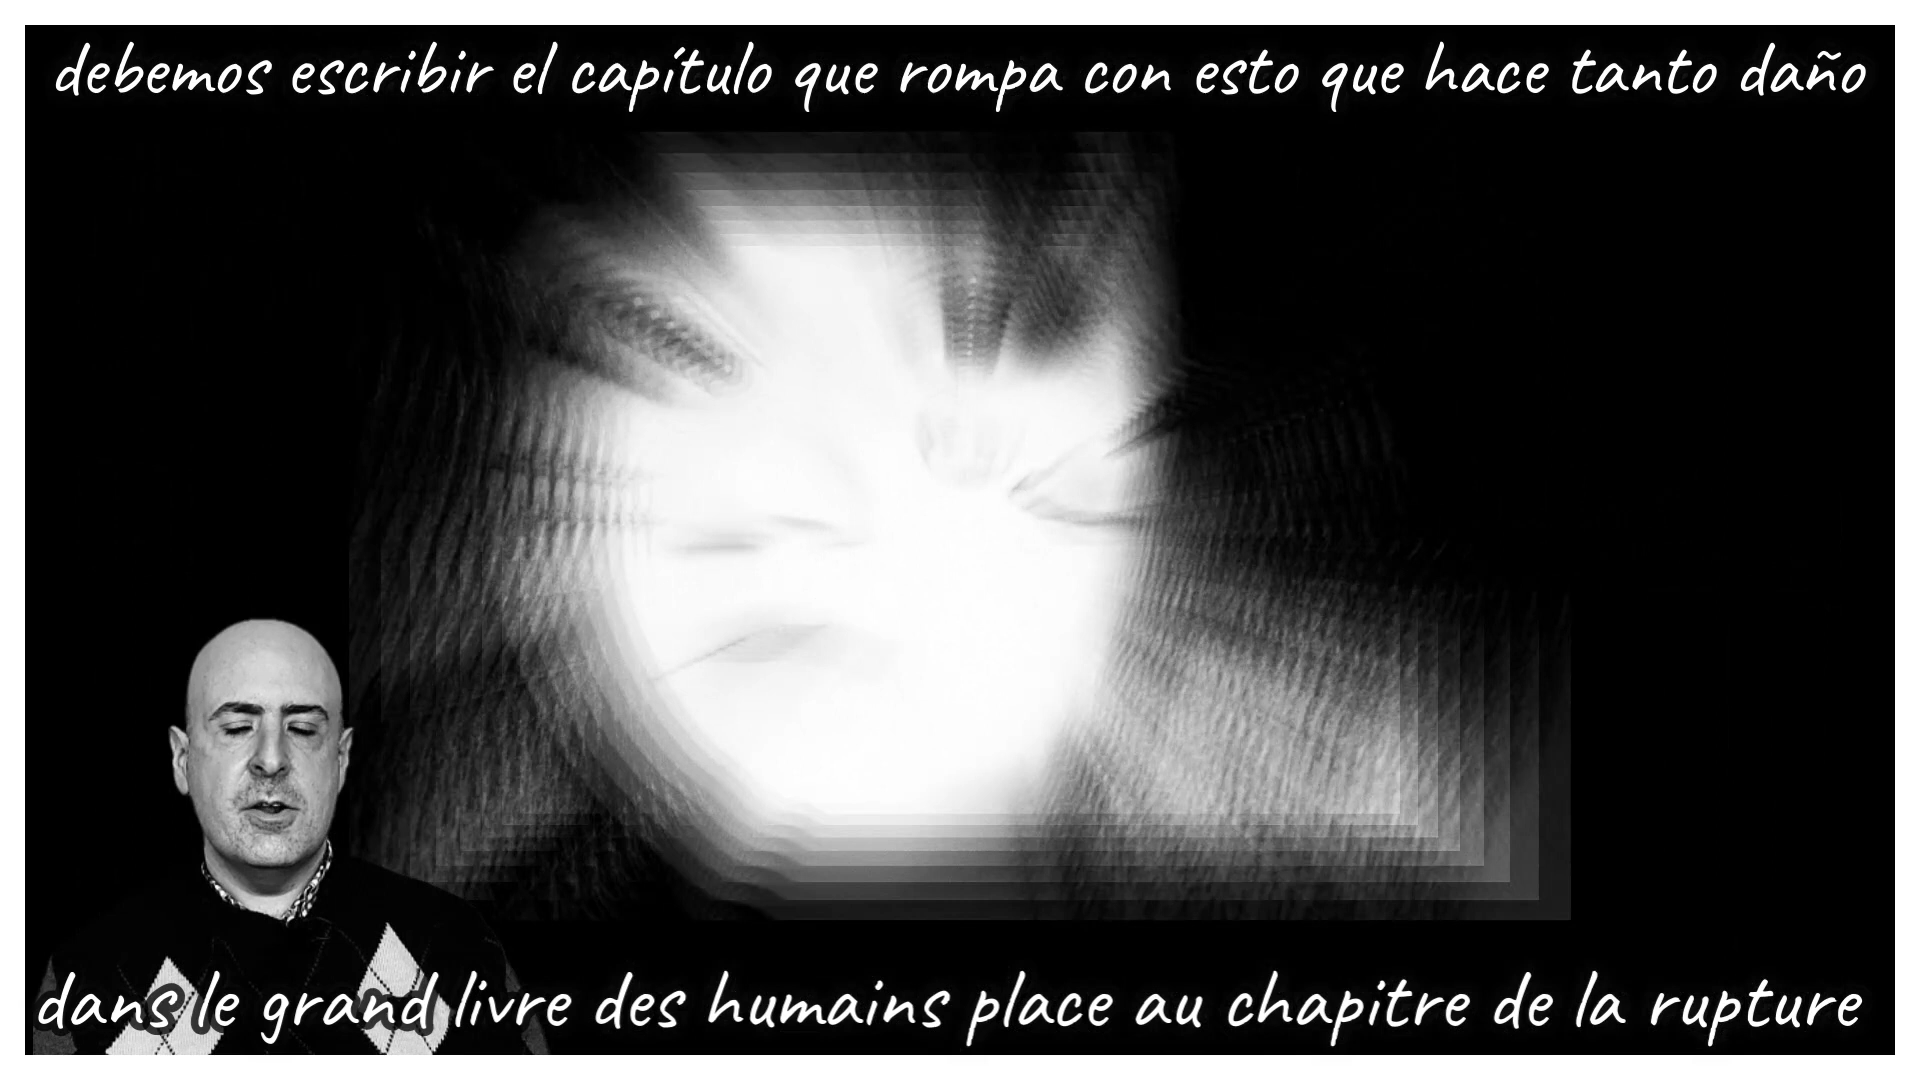 debemos escribir el capítulo que rompa con esto que hace tanto daño
dans le grand livre des humains place au chapitre de la rupture